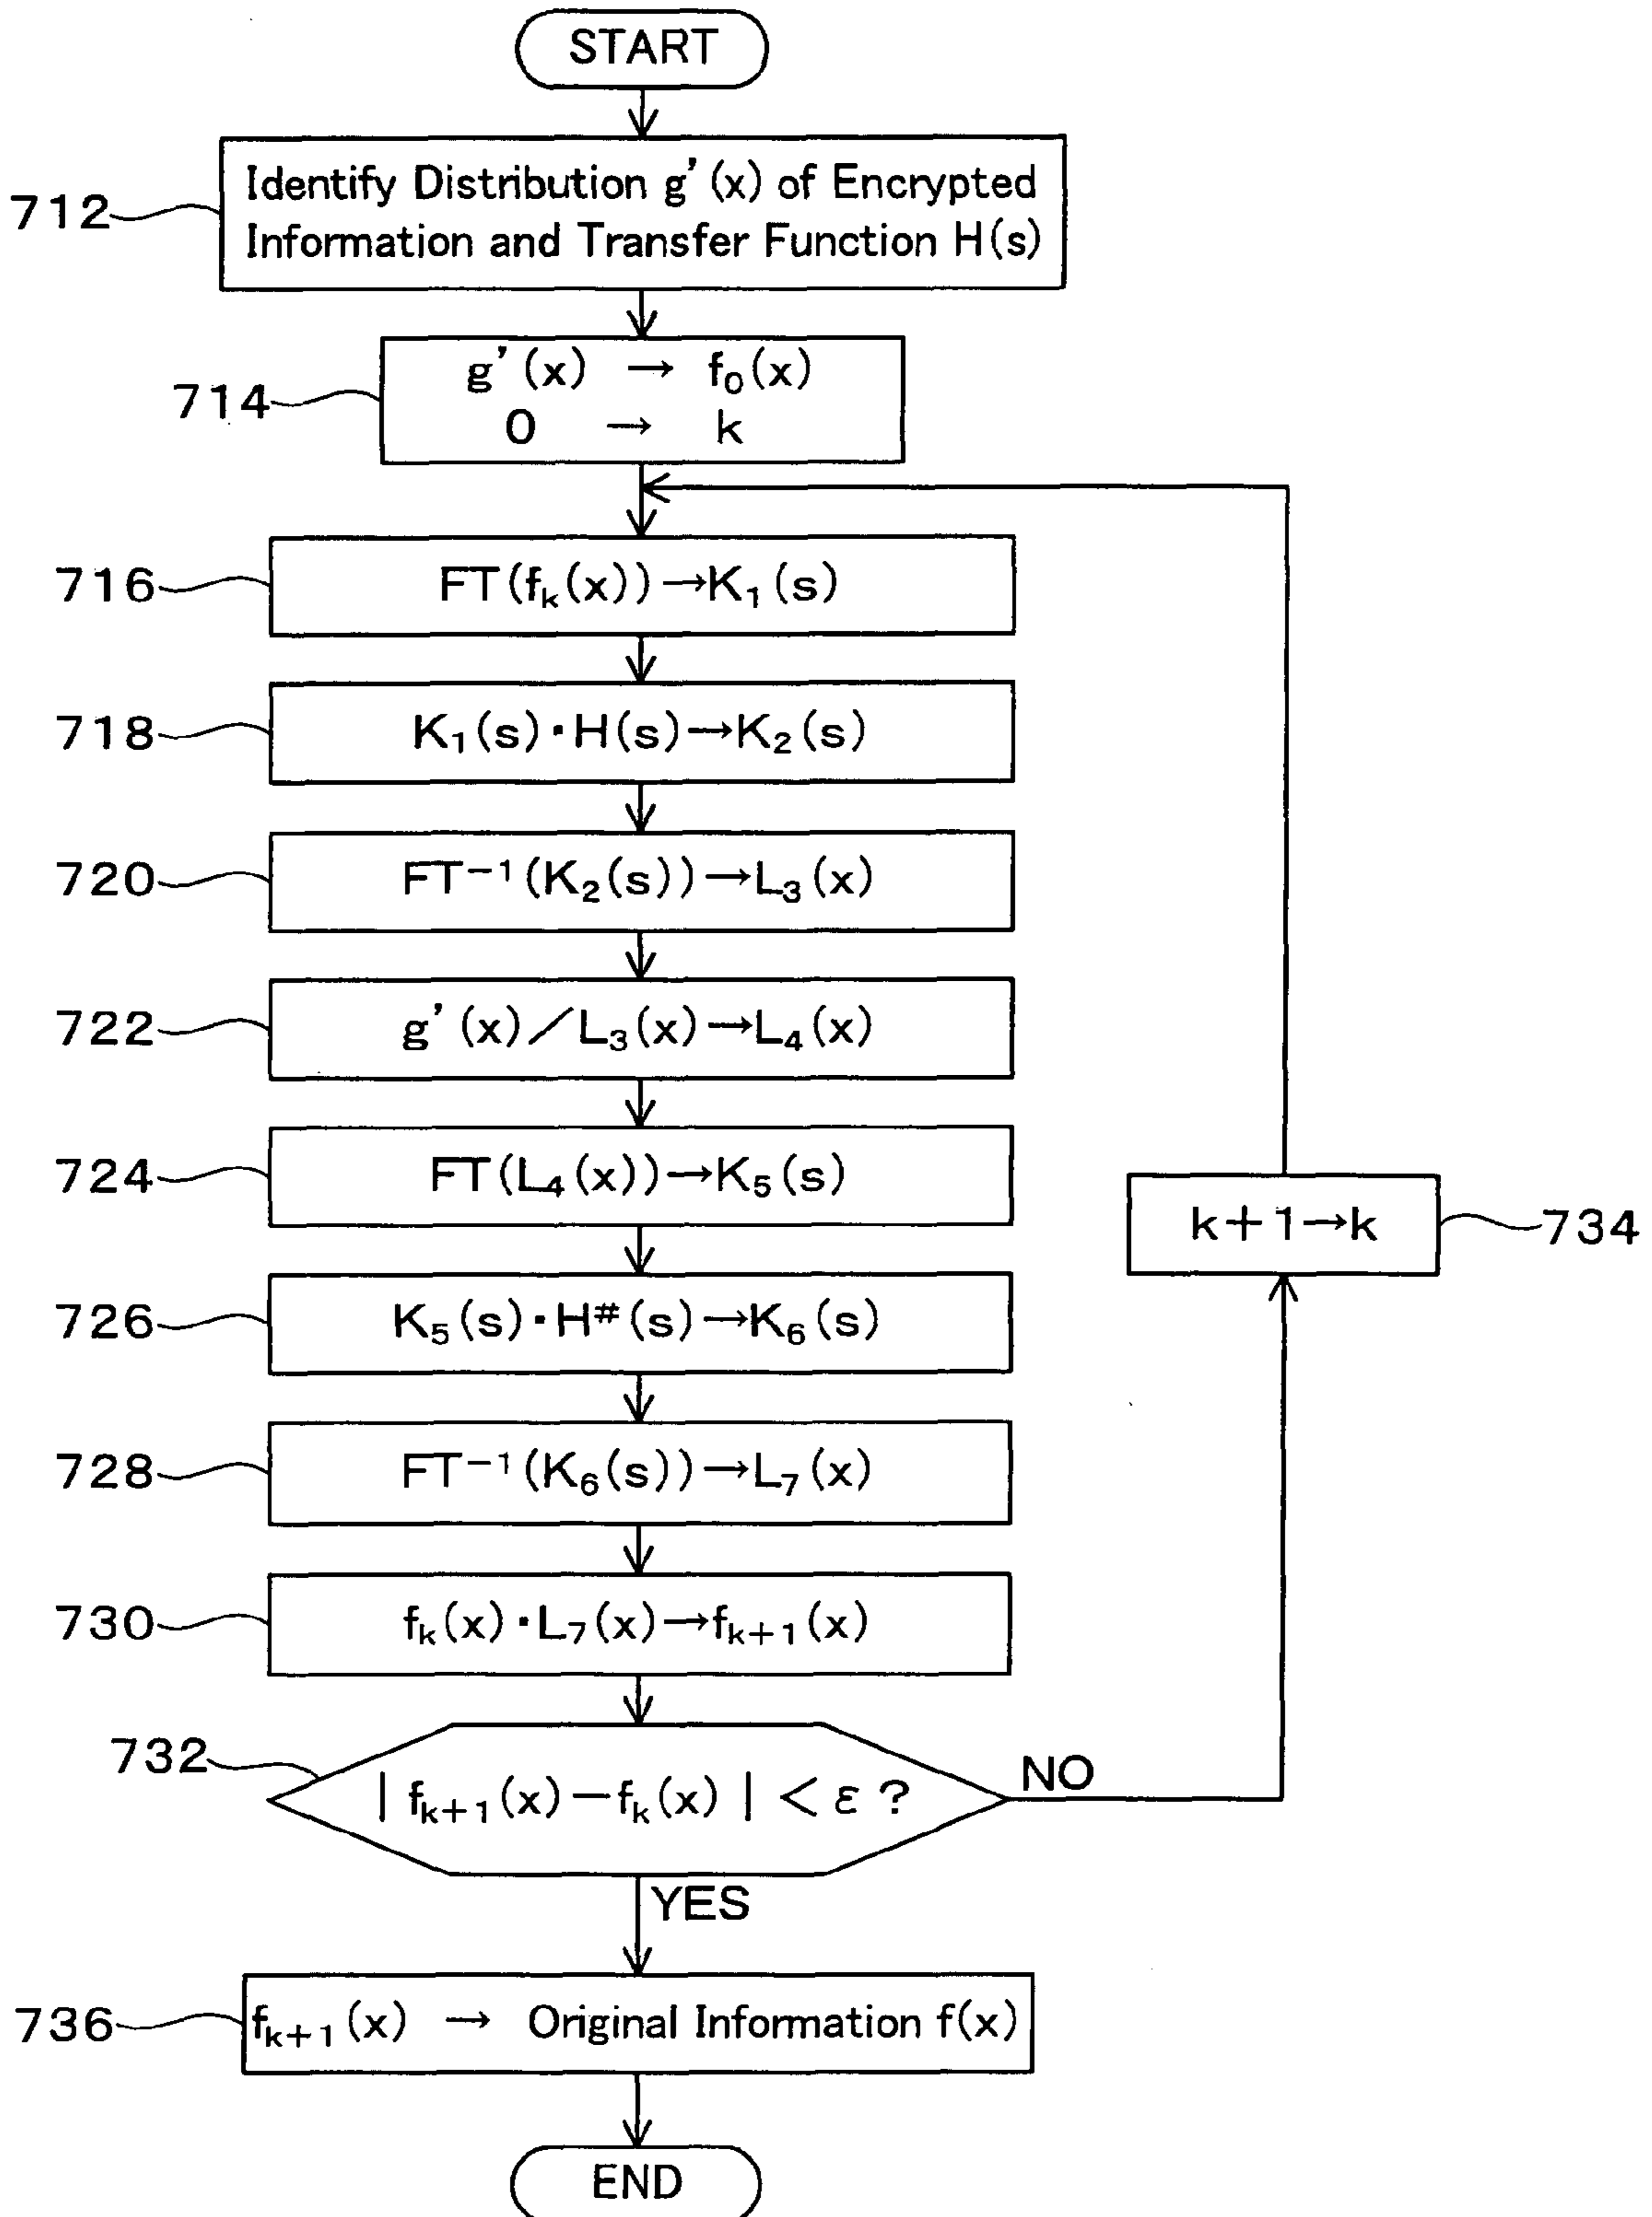 START
712
Identify Distribution g'(x) of Encrypted
Information and Transfer Function H(s)
714
g'(x) → f₀(x)
0 → k
716
FT(fₖ(x))→K₁(s)
718
K₁(s)·H(s)→K₂(s)
720
FT⁻¹(K₂(s))→L₃(x)
722
g'(x)/L₃(x)→L₄(x)
724
FT(L₄(x))→K₅(s)
k+1→k
734
726
K₅(s)·H#(s)→K₆(s)
728
FT⁻¹(K₆(s))→L₇(x)
730
fₖ(x)·L₇(x)→fₖ₊₁(x)
732
|fₖ₊₁(x)−fₖ(x)|<ε?
NO
YES
736
fₖ₊₁(x) → Original Information f(x)
END